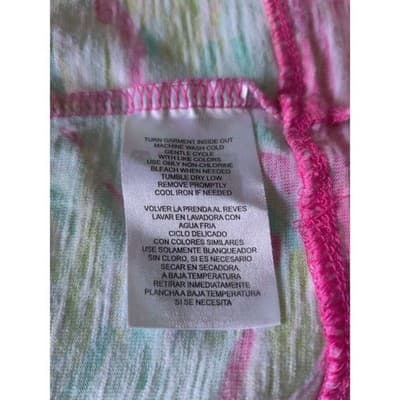 TURN GARMENT INSIDE OUT
MACHINE WASH COLD
GENTLE CYCLE
WITH LIKE COLORS
USE ONLY NON-CHLORINE
BLEACH WHEN NEEDED
TUMBLE DRY LOW
REMOVE PROMPTLY
COOL IRON IF NEEDED
VOLVER LA PRENDA AL REVES
LAVAR EN LAVADORA CON
AGUA FRIA
CICLO DELICADO
CON COLORES SIMILARES
USE SOLAMENTE BLANQUEADOR
SIN CLORO, SI ES NECESARIO
SECAR EN SECADORA,
A BAJA TEMPERATURA
RETIRAR INMEDIATAMENTE
PLANCHA A BAJA TEMPERATURA
SI SE NECESITA